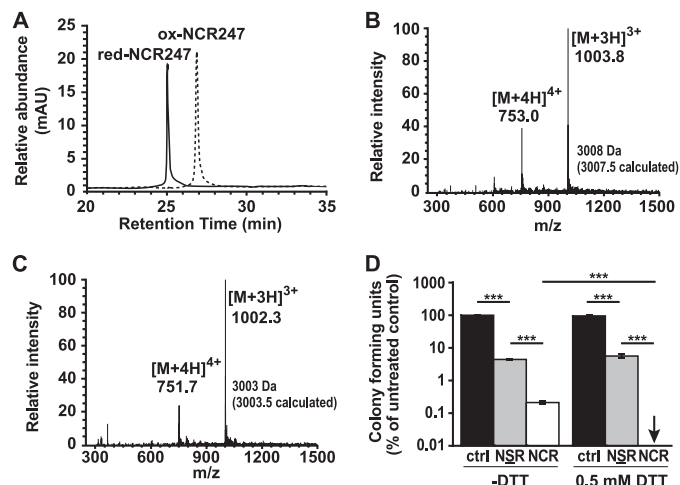 A
ox-NCR247
red-NCR247
Relative abundance
(mAU)
25
20
15
10
5
0
20
25
30
35
Retention Time (min)
B
[M+3H]3+
1003.8
[M+4H]4+
753.0
3008 Da
(3007.5 calculated)
Relative intensity
100
80
60
40
20
0
300 600 900 1200 1500
m/z
C
[M+3H]3+
1002.3
[M+4H]4+
751.7
3003 Da
(3003.5 calculated)
Relative intensity
100
80
60
40
20
0
300 600 900 1200 1500
m/z
D
Colony forming units
(% of untreated control)
1000
100
10
1
0.1
0.01
***
*** ***
*** ***
ctrl NSR NCR ctrl NSR NCR
-DTT 0.5 mM DTT